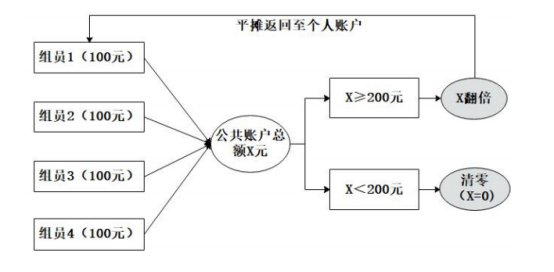 平摊返回至个人账户
组员1（100元）
组员2（100元）
组员3（100元）
组员4（100元）
公共账户总
额X元
X≥200元
X翻倍
X＜200元
清零
（X=0）